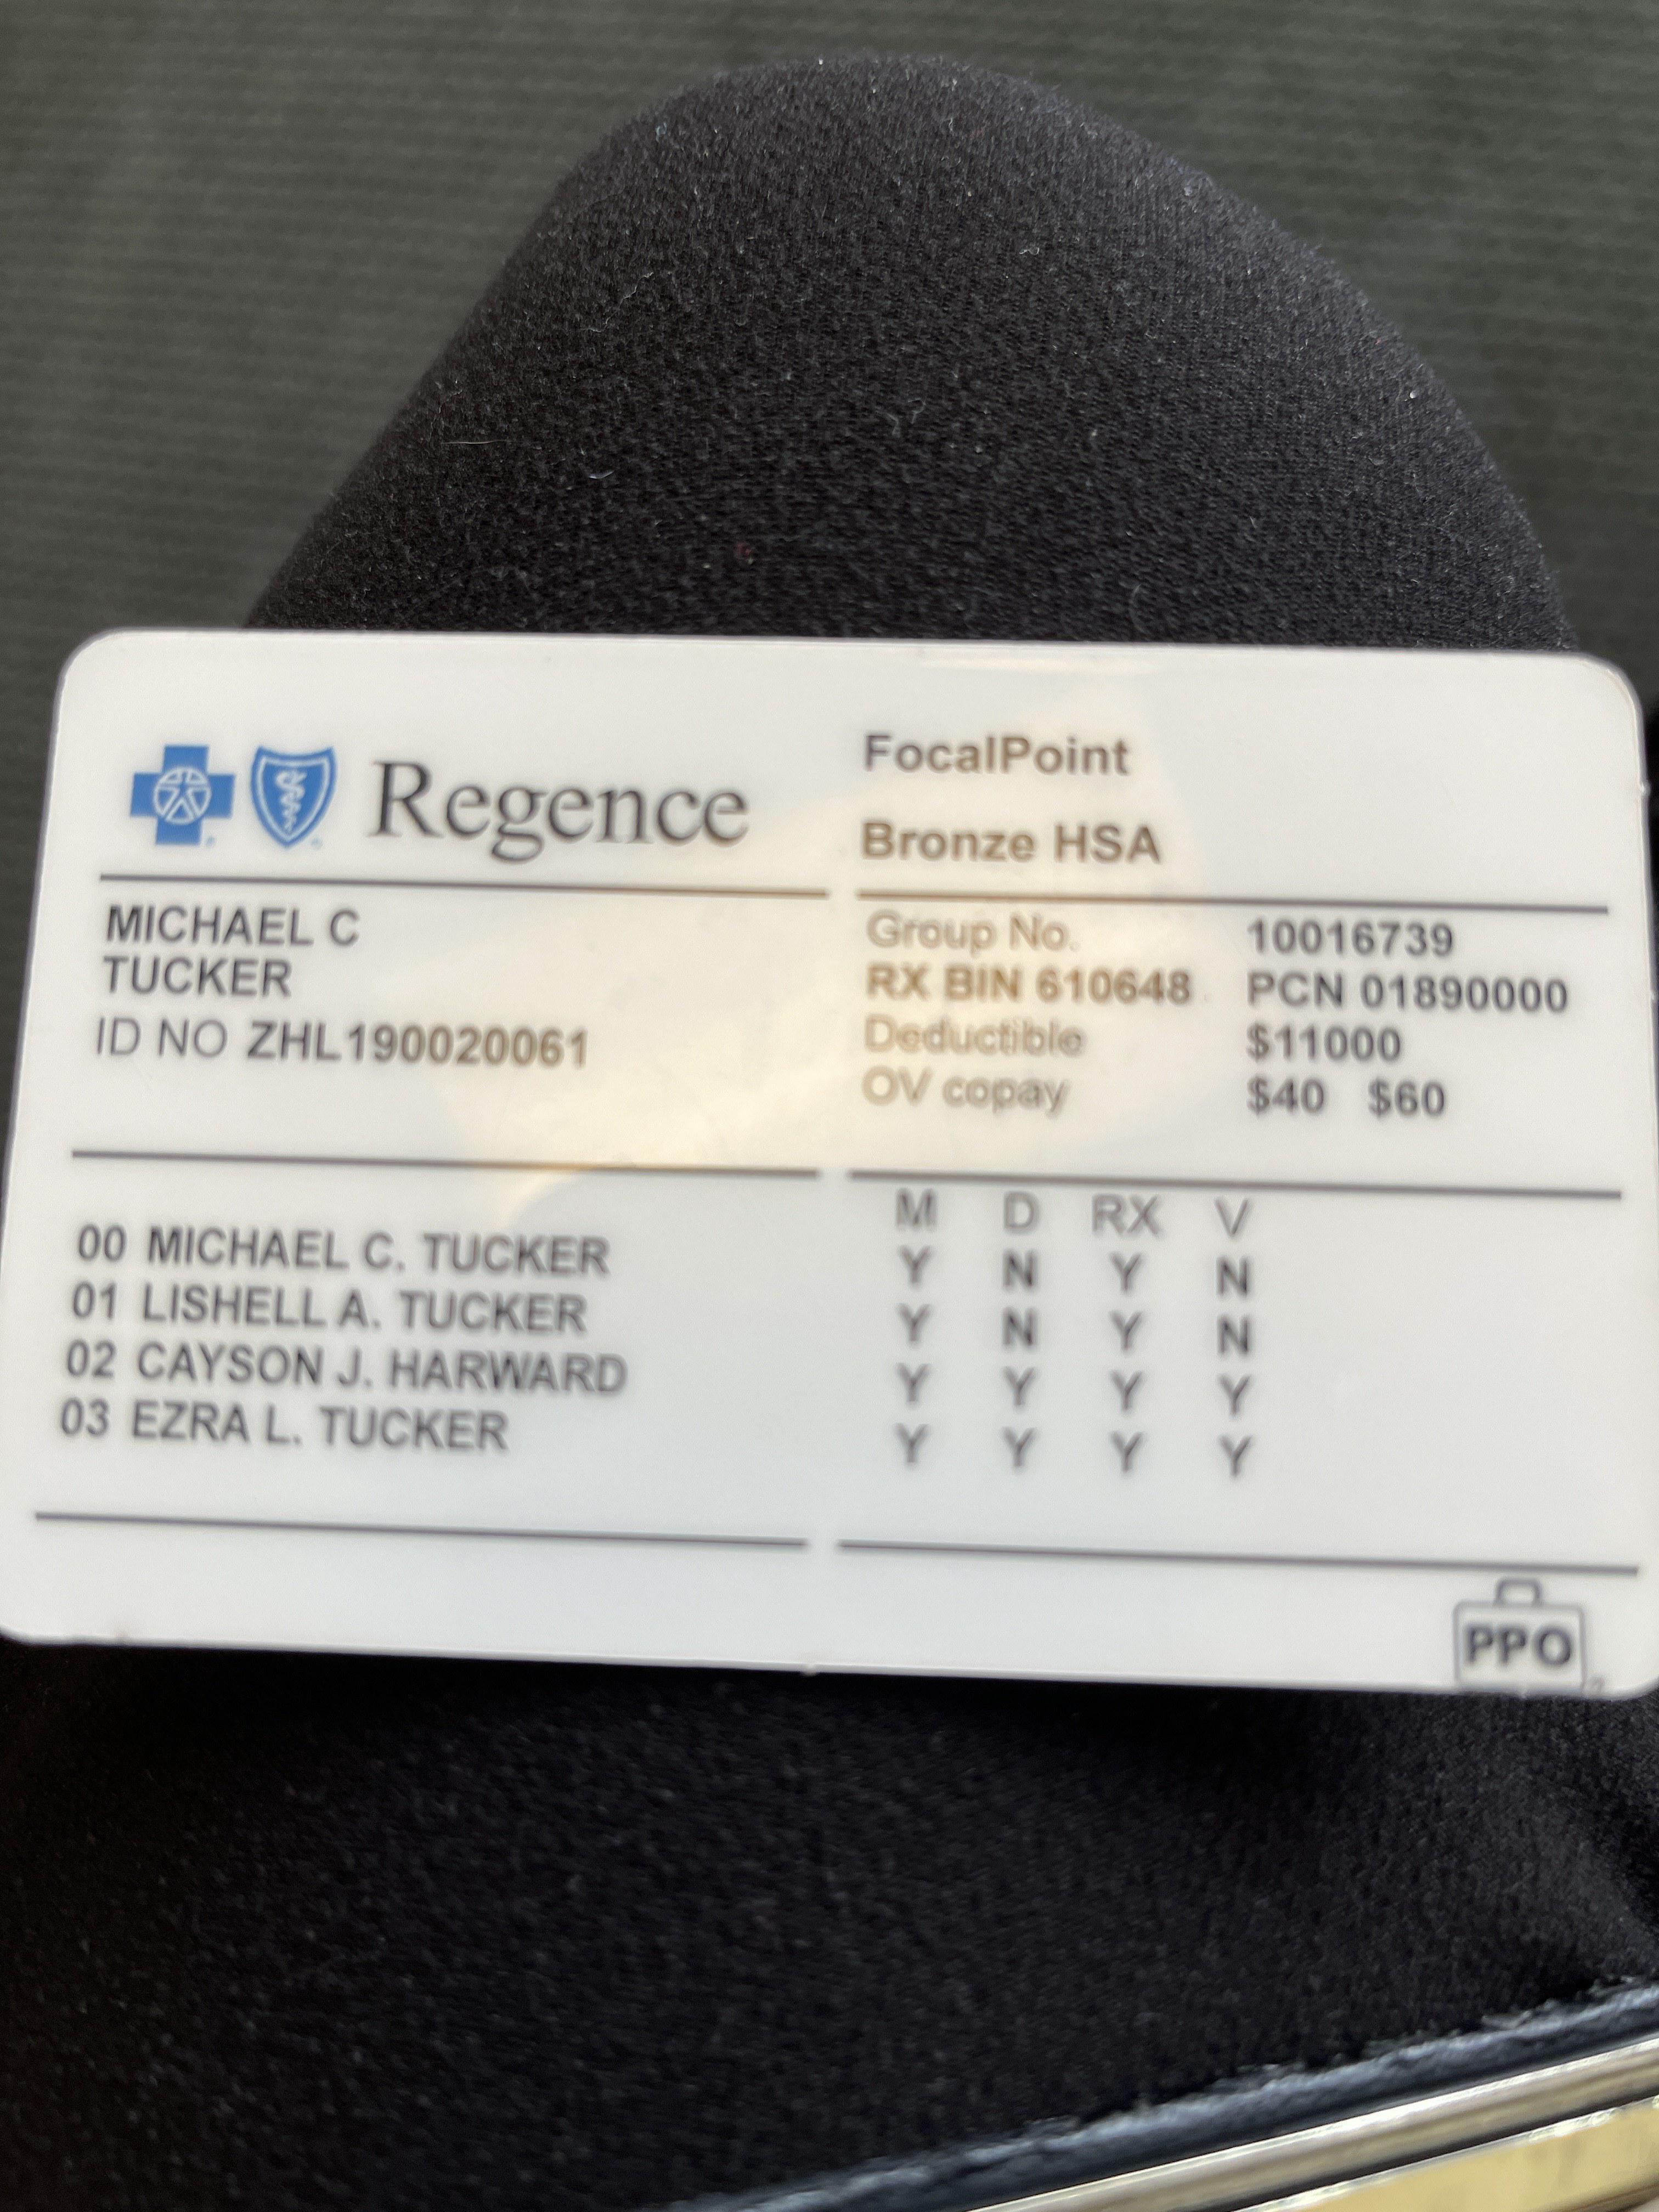 Regence
FocalPoint
Bronze HSA
MICHAEL C
TUCKER
ID NO ZHL190020061
Group No. 10016739
RX BIN 610648 PCN 01890000
Deductible $11000
OV copay $40 $60
M D RX V
00 MICHAEL C. TUCKER Y N Y N
01 LISHELL A. TUCKER Y N Y N
02 CAYSON J. HARWARD Y Y Y Y
03 EZRA L. TUCKER Y Y Y Y
PPO